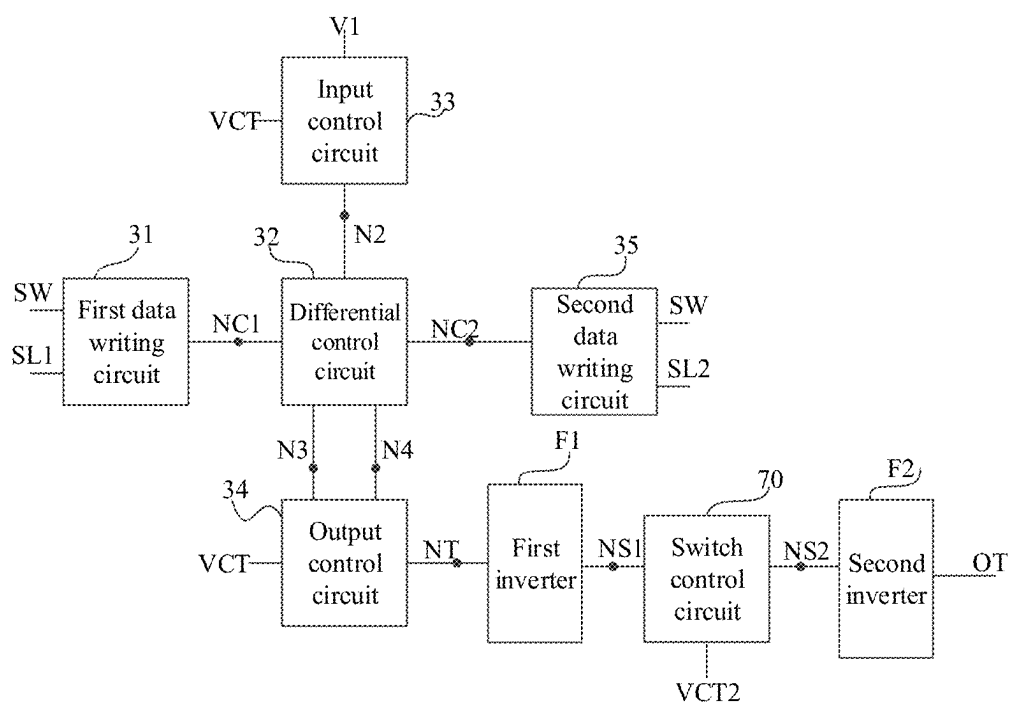 V1
Input
control
circuit
33
VCT
N2
31
32
35
SW
First data
writing
circuit
SL1
NC1
Differential
control
circuit
NC2
Second
data
writing
circuit
SW
SL2
N3
N4
F1
34
Output
control
circuit
VCT
NT
First
inverter
NS1
70
Switch
control
circuit
VCT2
NS2
F2
Second
inverter
OT